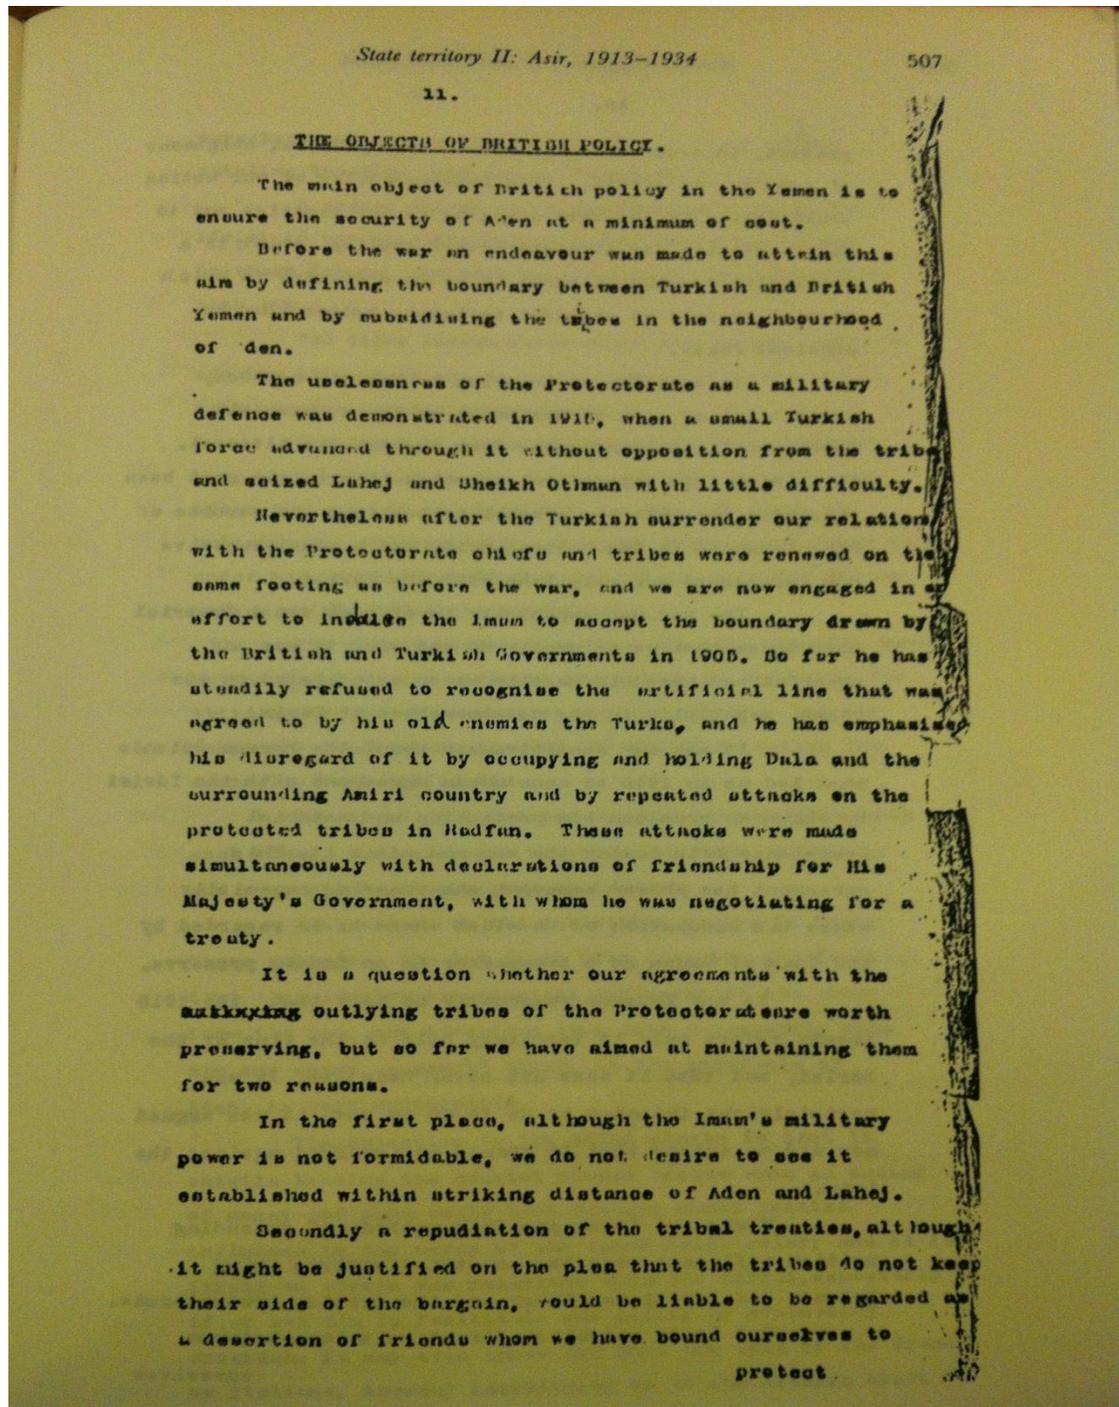 State territory II: Asir, 1913–1934 507
11.
THE OBJECTS OF BRITISH POLICY.
The main object of British policy in the Yemen is to
ensure the security of Aden at a minimum of cost.
Before the war an endeavour was made to attain this
aim by defining the boundary between Turkish and British
Yemen and by subsidising the tribes in the neighbourhood
of den.
The uselessness of the Protectorate as a military
defence was demonstrated in 1915, when a small Turkish
force advanced through it without opposition from the
and seized Lahej and Sheikh Othman with little difficulty.
Nevertheless after the Turkish surrender our relations
with the Protectorate chiefs and tribes were renewed on the
same footing as before the war, and we are now engaged in
effort to induce the Imam to accept the boundary drawn by
the British and Turkish Governments in 1905. So far he has
steadily refused to recognise the artificial line that was
agreed to by his old enemies the Turks, and he has emphasised
his disregard of it by occupying and holding Dala and the
surrounding Amiri country and by repeated attacks on the
protected tribes in Radfan. These attacks were made
simultaneously with declarations of friendship for His
Majesty's Government, with whom he was negotiating for a
treaty.
It is a question whether our agreements with the
outlying tribes of the Protectorate are worth
preserving, but so far we have aimed at maintaining them
for two reasons.
In the first place, although the Imam's military
power is not formidable, we do not desire to see it
established within striking distance of Aden and Lahej.
Secondly a repudiation of the tribal treaties, although
it might be justified on the plea that the tribes do not keep
their side of the bargain, would be liable to be regarded as
a desertion of friends whom we have bound ourselves to
protect